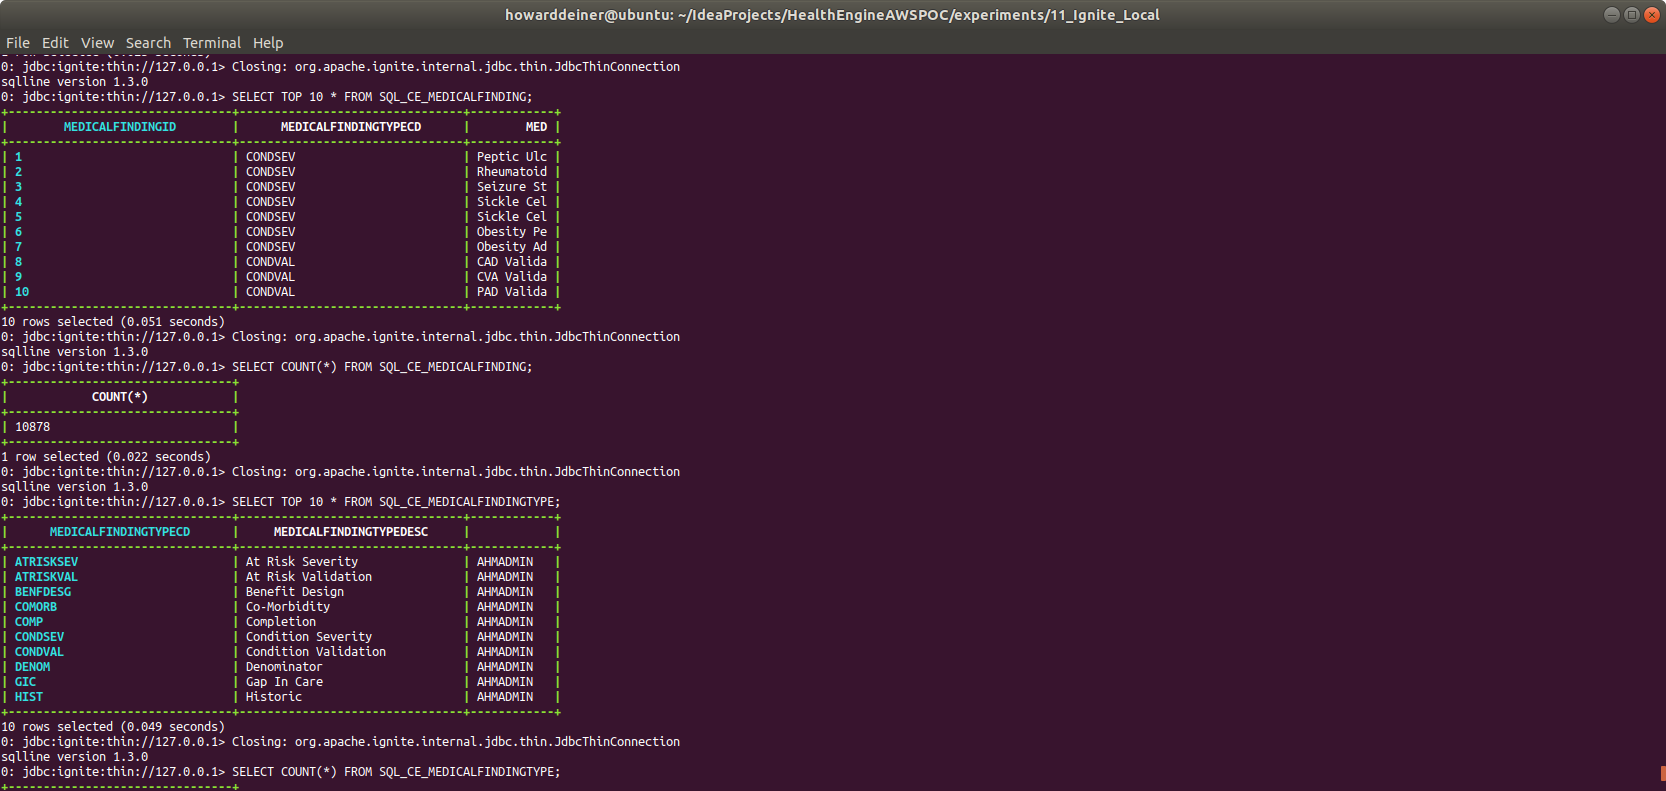 howarddeiner@ubuntu: ~/IdeaProjects/HealthEngineAWSPOC/experiments/11_Ignite_Local
File Edit View Search Terminal Help
0: jdbc:ignite:thin://127.0.0.1> Closing: org.apache.ignite.internal.jdbc.thin.JdbcThinConnection
sqlline version 1.3.0
0: jdbc:ignite:thin://127.0.0.1> SELECT TOP 10 * FROM SQL_CE_MEDICALFINDING;
+--------------------------------+--------------------------------+------------+
| MEDICALFINDINGID | MEDICALFINDINGTYPECD | MED |
+--------------------------------+--------------------------------+------------+
| 1 | CONDSEV | Peptic Ulc |
| 2 | CONDSEV | Rheumatoid |
| 3 | CONDSEV | Seizure St |
| 4 | CONDSEV | Sickle Cel |
| 5 | CONDSEV | Sickle Cel |
| 6 | CONDSEV | Obesity Pe |
| 7 | CONDSEV | Obesity Ad |
| 8 | CONDVAL | CAD Valida |
| 9 | CONDVAL | CVA Valida |
| 10 | CONDVAL | PAD Valida |
+--------------------------------+--------------------------------+------------+
10 rows selected (0.051 seconds)
0: jdbc:ignite:thin://127.0.0.1> Closing: org.apache.ignite.internal.jdbc.thin.JdbcThinConnection
sqlline version 1.3.0
0: jdbc:ignite:thin://127.0.0.1> SELECT COUNT(*) FROM SQL_CE_MEDICALFINDING;
+--------------------------------+
| COUNT(*) |
+--------------------------------+
| 10878 |
+--------------------------------+
1 row selected (0.022 seconds)
0: jdbc:ignite:thin://127.0.0.1> Closing: org.apache.ignite.internal.jdbc.thin.JdbcThinConnection
sqlline version 1.3.0
0: jdbc:ignite:thin://127.0.0.1> SELECT TOP 10 * FROM SQL_CE_MEDICALFINDINGTYPE;
+--------------------------------+--------------------------------+------------+
| MEDICALFINDINGTYPECD | MEDICALFINDINGTYPEDESC | |
+--------------------------------+--------------------------------+------------+
| ATRISKSEV | At Risk Severity | AHMADMIN |
| ATRISKVAL | At Risk Validation | AHMADMIN |
| BENFDESG | Benefit Design | AHMADMIN |
| COMORB | Co-Morbidity | AHMADMIN |
| COMP | Completion | AHMADMIN |
| CONDSEV | Condition Severity | AHMADMIN |
| CONDVAL | Condition Validation | AHMADMIN |
| DENOM | Denominator | AHMADMIN |
| GIC | Gap In Care | AHMADMIN |
| HIST | Historic | AHMADMIN |
+--------------------------------+--------------------------------+------------+
10 rows selected (0.049 seconds)
0: jdbc:ignite:thin://127.0.0.1> Closing: org.apache.ignite.internal.jdbc.thin.JdbcThinConnection
sqlline version 1.3.0
0: jdbc:ignite:thin://127.0.0.1> SELECT COUNT(*) FROM SQL_CE_MEDICALFINDINGTYPE;
+--------------------------------+